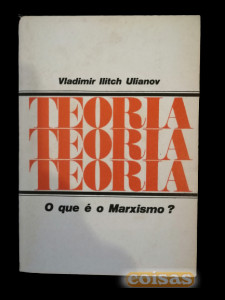 Vladimir Ilitch Ulianov
TEORIA
TEORIA
TEORIA
O que é o Marxismo?
coisas